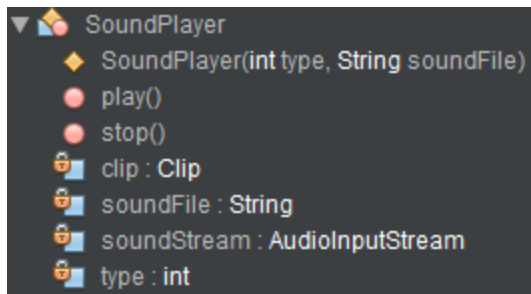 SoundPlayer
SoundPlayer(int type, String soundFile)
play()
stop()
clip : Clip
soundFile : String
soundStream : AudioInputStream
type : int